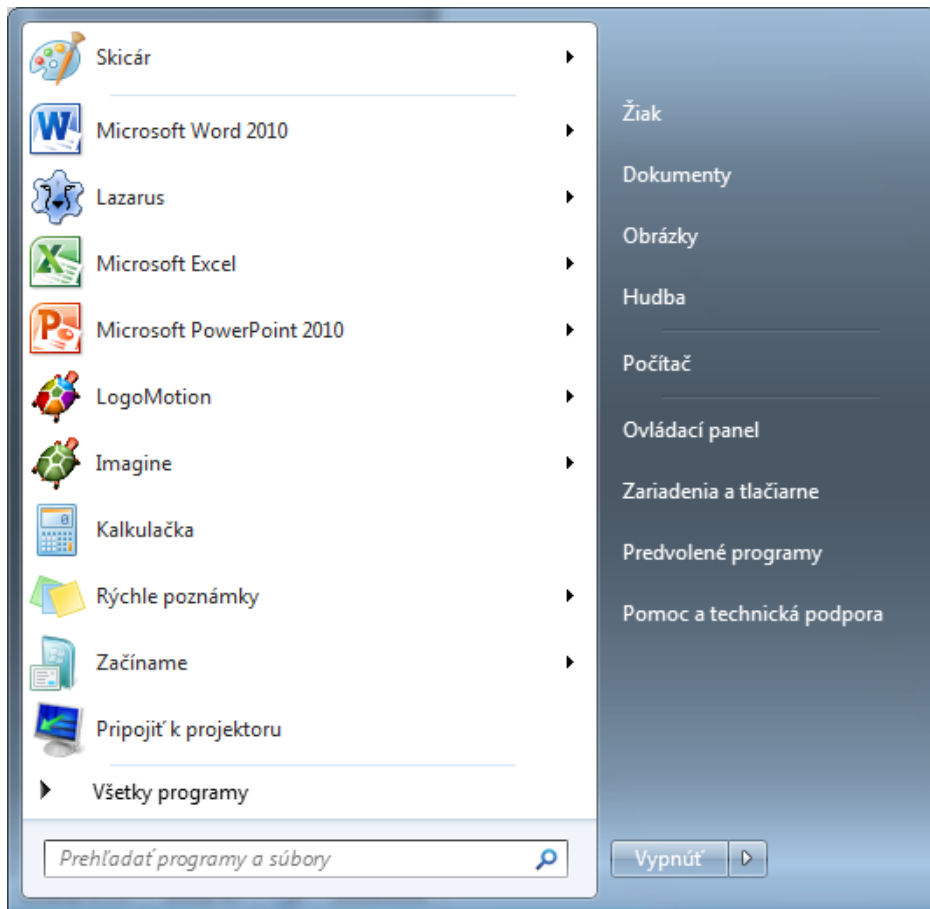 Skicár
Microsoft Word 2010
Lazarus
Microsoft Excel
Microsoft PowerPoint 2010
LogoMotion
Imagine
Kalkulačka
Rýchle poznámky
Začíname
Pripojiť k projektoru
Všetky programy
Prehľadať programy a súbory
Žiak
Dokumenty
Obrázky
Hudba
Počítač
Ovládací panel
Zariadenia a tlačiarne
Predvolené programy
Pomoc a technická podpora
Vypnúť